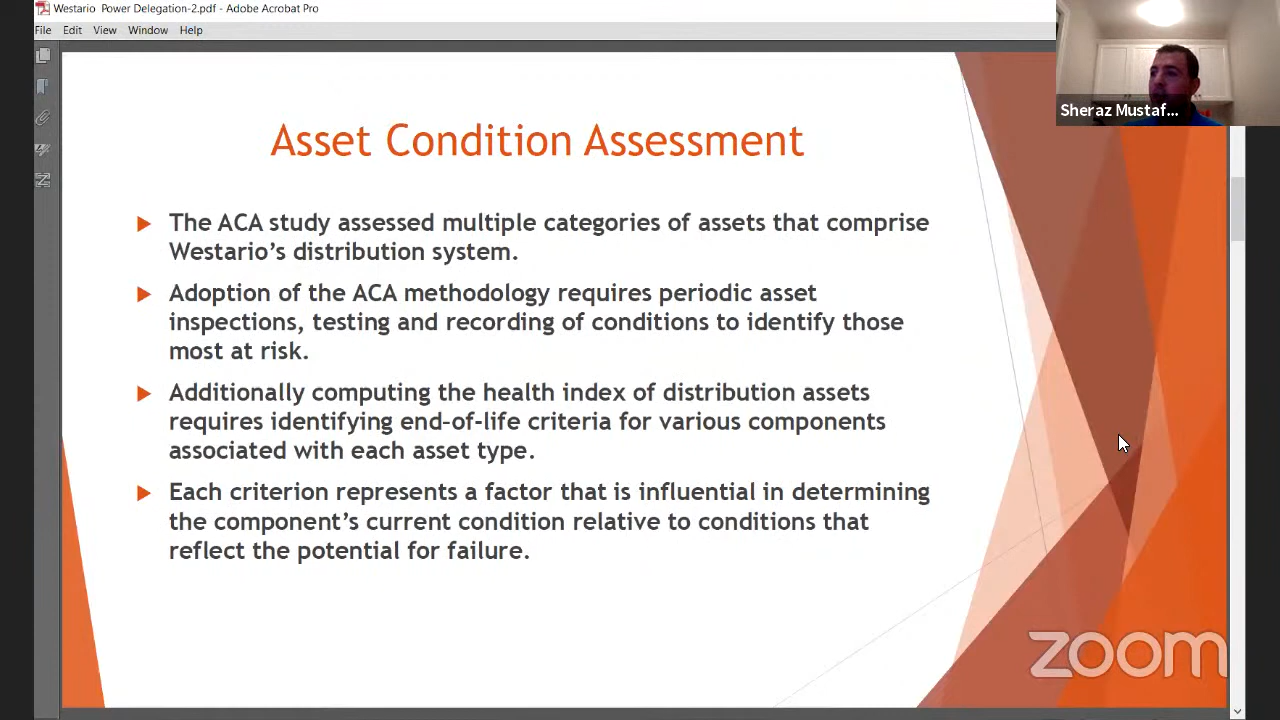 Westario Power Delegation-2.pdf - Adobe Acrobat Pro
File Edit View Window Help
Sheraz Mustaf...
Asset Condition Assessment
The ACA study assessed multiple categories of assets that comprise
Westario’s distribution system.
Adoption of the ACA methodology requires periodic asset
inspections, testing and recording of conditions to identify those
most at risk.
Additionally computing the health index of distribution assets
requires identifying end-of-life criteria for various components
associated with each asset type.
Each criterion represents a factor that is influential in determining
the component’s current condition relative to conditions that
reflect the potential for failure.
zoom